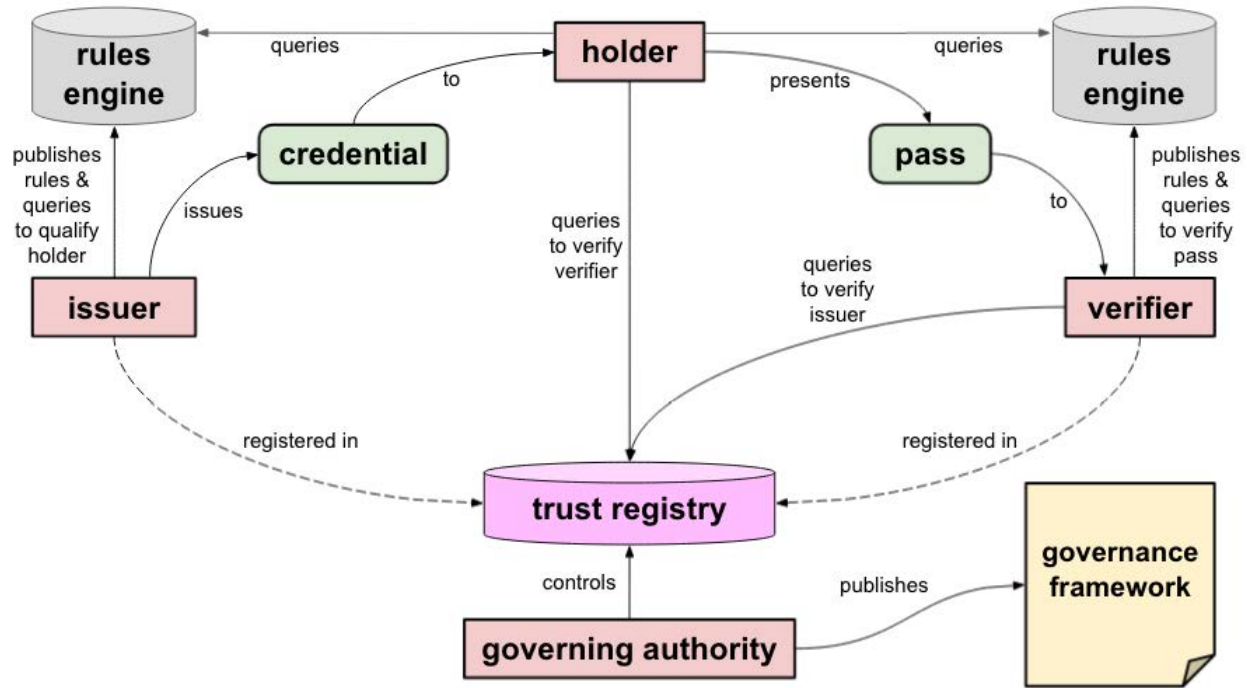 rules
engine
queries
holder
queries
rules
engine
to
presents
credential
pass
publishes
rules &
queries
to qualify
holder
issues
queries
to verify
verifier
to
publishes
rules &
queries
to verify
pass
queries
to verify
issuer
issuer
verifier
registered in
registered in
trust registry
governance
framework
controls
publishes
governing authority